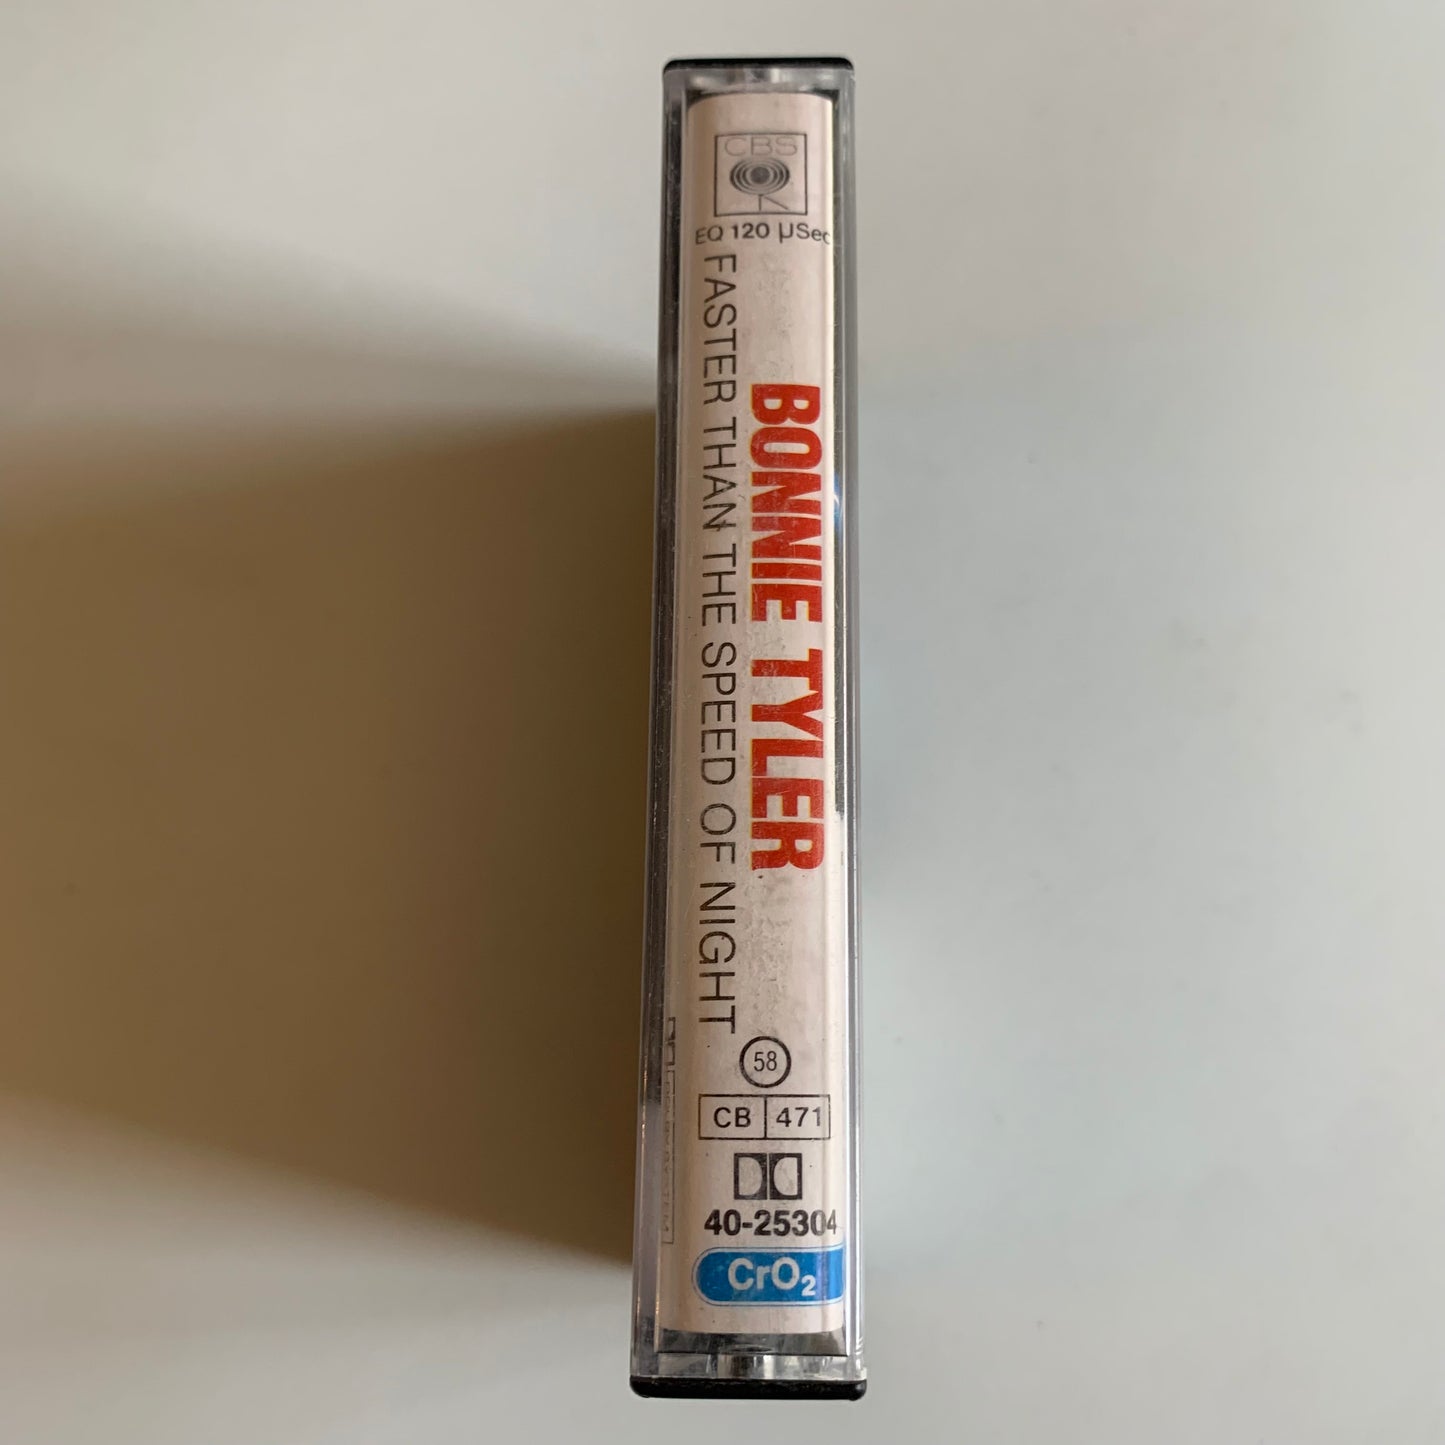 CBS
EQ 120 µSec
BONNIE TYLER
FASTER THAN THE SPEED OF NIGHT
58
CB 471
40-25304
CrO₂